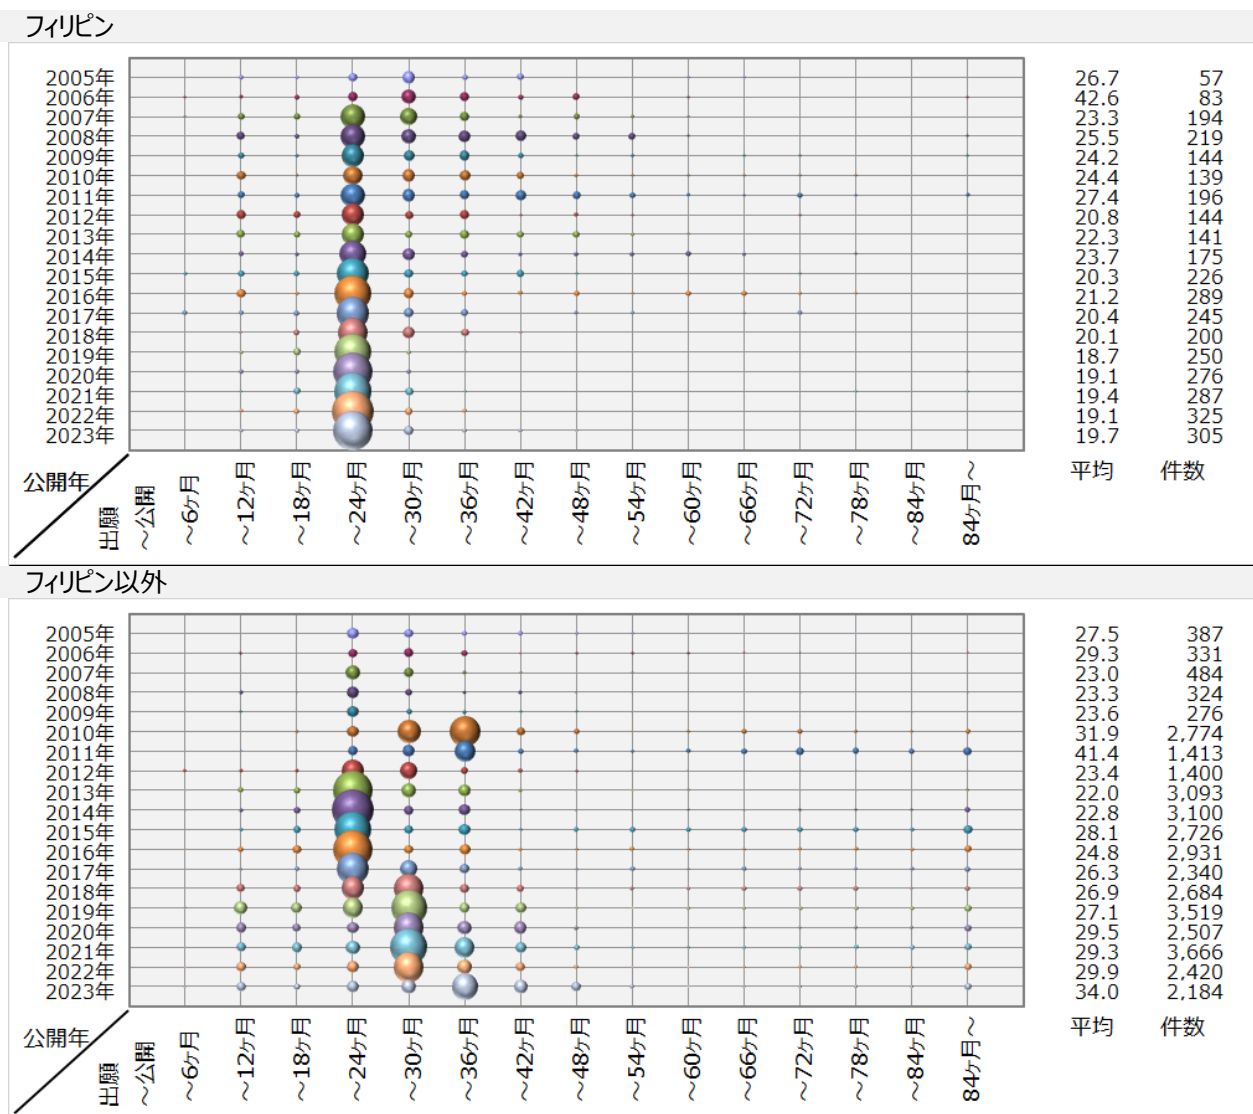 フィリピン
2005年 26.7 57
2006年 42.6 83
2007年 23.3 194
2008年 25.5 219
2009年 24.2 144
2010年 24.4 139
2011年 27.4 196
2012年 20.8 144
2013年 22.3 141
2014年 23.7 175
2015年 20.3 226
2016年 21.2 289
2017年 20.4 245
2018年 20.1 200
2019年 18.7 250
2020年 19.1 276
2021年 19.4 287
2022年 19.1 325
2023年 19.7 305
公開年 平均 件数
出願
～公開
～6ヶ月
～12ヶ月
～18ヶ月
～24ヶ月
～30ヶ月
～36ヶ月
～42ヶ月
～48ヶ月
～54ヶ月
～60ヶ月
～66ヶ月
～72ヶ月
～78ヶ月
～84ヶ月
84ヶ月～
フィリピン以外
2005年 27.5 387
2006年 29.3 331
2007年 23.0 484
2008年 23.3 324
2009年 23.6 276
2010年 31.9 2,774
2011年 41.4 1,413
2012年 23.4 1,400
2013年 22.0 3,093
2014年 22.8 3,100
2015年 28.1 2,726
2016年 24.8 2,931
2017年 26.3 2,340
2018年 26.9 2,684
2019年 27.1 3,519
2020年 29.5 2,507
2021年 29.3 3,666
2022年 29.9 2,420
2023年 34.0 2,184
公開年 平均 件数
出願
～公開
～6ヶ月
～12ヶ月
～18ヶ月
～24ヶ月
～30ヶ月
～36ヶ月
～42ヶ月
～48ヶ月
～54ヶ月
～60ヶ月
～66ヶ月
～72ヶ月
～78ヶ月
～84ヶ月
84ヶ月～